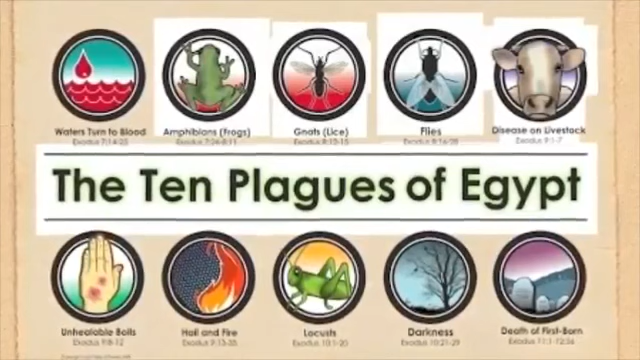 Waters Turn to Blood
Exodus 7:14-25
Amphibians (Frogs)
Exodus 7:26-8:11
Gnats (Lice)
Exodus 8:12-15
Flies
Exodus 8:16-28
Disease on Livestock
Exodus 9:1-7
The Ten Plagues of Egypt
Unhealable Boils
Exodus 9:8-12
Hail and Fire
Exodus 9:13-35
Locusts
Exodus 10:1-20
Darkness
Exodus 10:21-29
Death of First-Born
Exodus 11:1-12:36